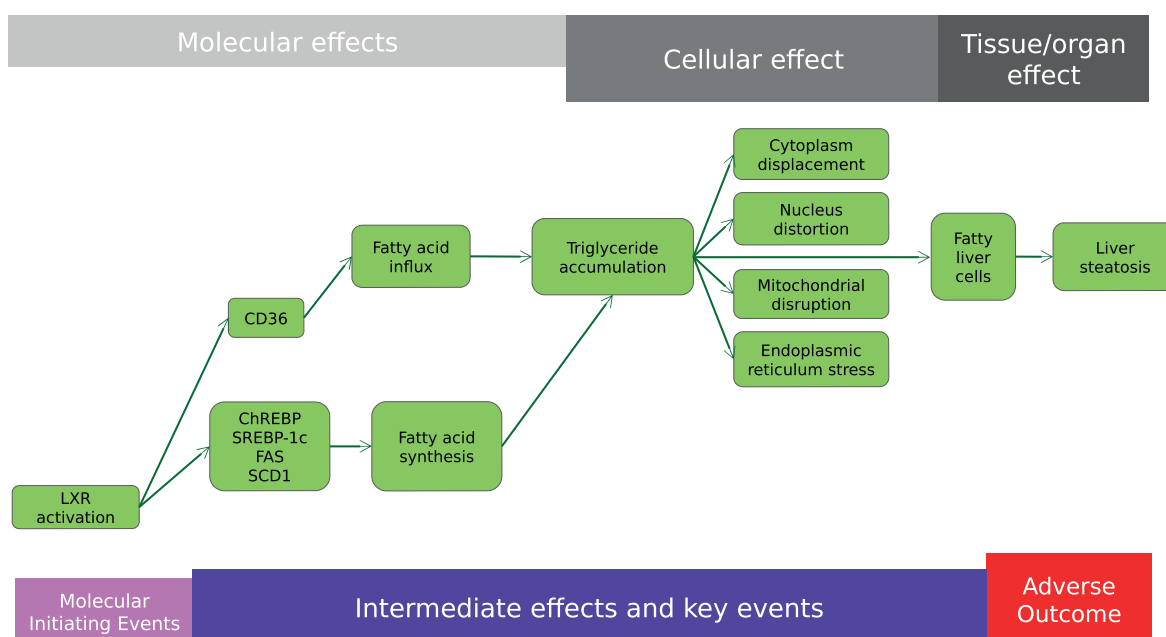 Molecular effects
Cellular effect
Tissue/organ
effect
Cytoplasm
displacement
Nucleus
distortion
Fatty acid
influx
Triglyceride
accumulation
Fatty
liver
cells
Liver
steatosis
Mitochondrial
disruption
CD36
Endoplasmic
reticulum stress
ChREBP
SREBP-1c
FAS
SCD1
Fatty acid
synthesis
LXR
activation
Molecular
Initiating Events
Intermediate effects and key events
Adverse
Outcome